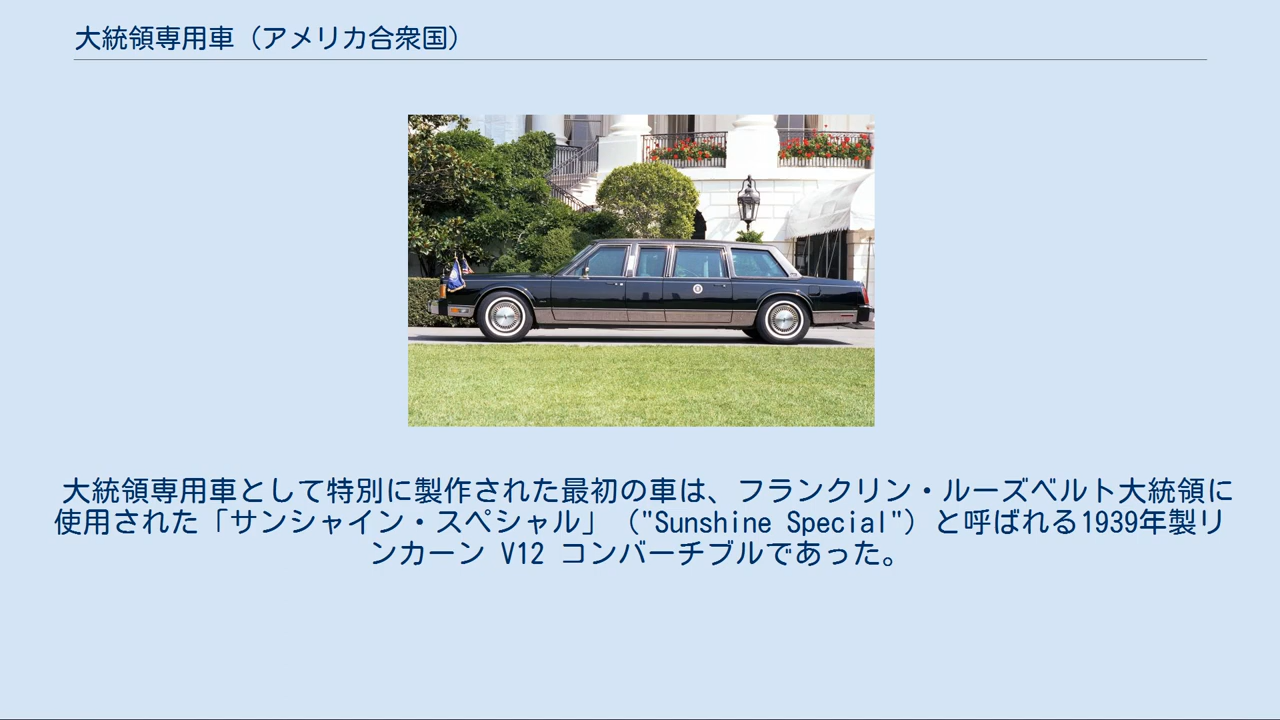 大統領専用車（アメリカ合衆国）
大統領専用車として特別に製作された最初の車は、フランクリン・ルーズベルト大統領に
使用された「サンシャイン・スペシャル」（"Sunshine Special"）と呼ばれる1939年製リ
ンカーン V12 コンバーチブルであった。